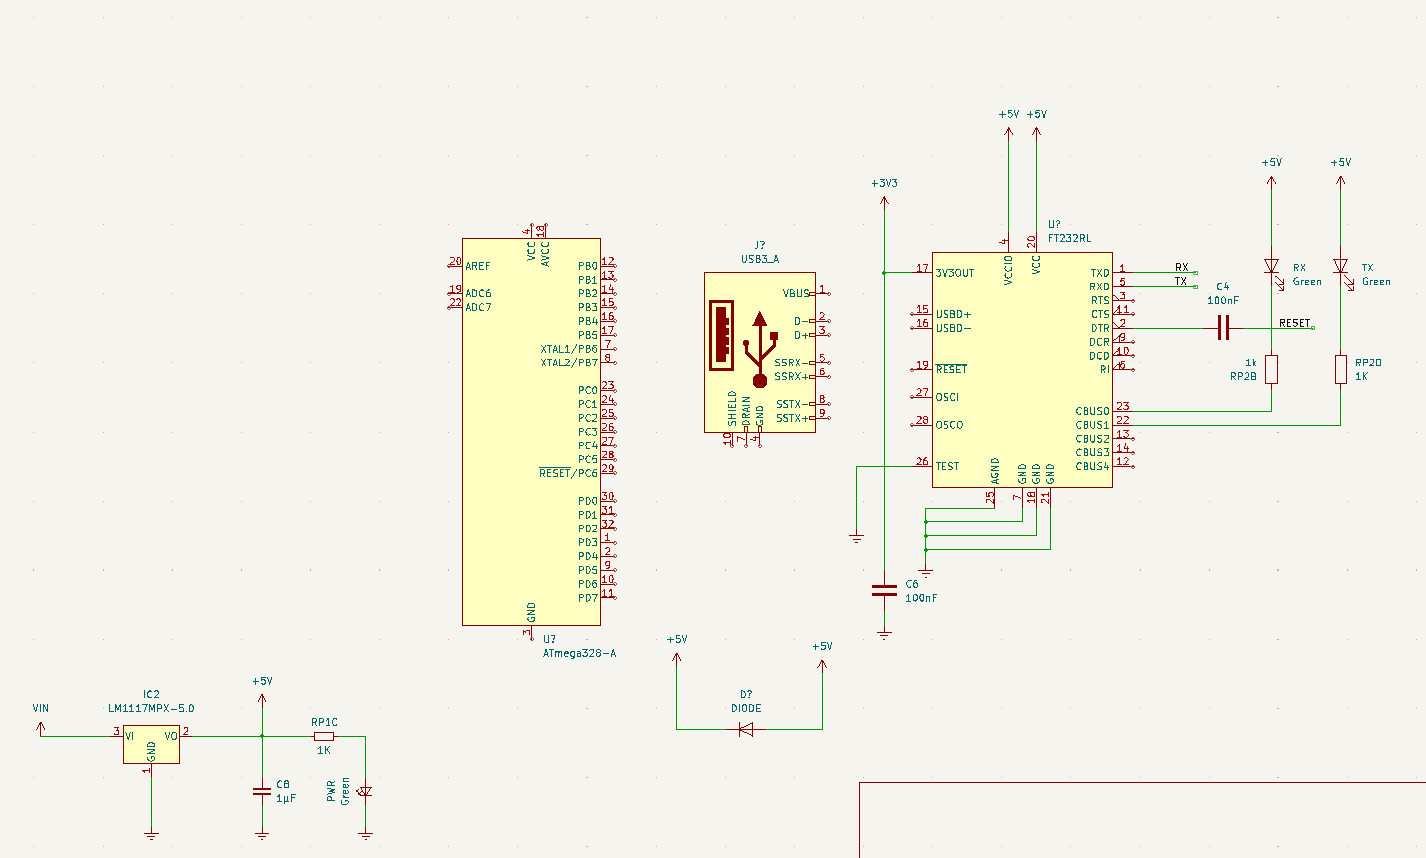 +5V +5V
+5V
+5V
+3V3
U?
FT232RL
4
20
VCCIO
VCC
17
3V3OUT
15
USBD+
16
USBD-
19
RESET
27
OSCI
28
OSCO
26
TEST
TXD
1
RX
RXD
5
TX
RTS
3
CTS
11
DTR
2
DCR
9
DCD
10
RI
6
CBUS0
23
CBUS1
22
CBUS2
13
CBUS3
14
CBUS4
12
AGND
GND
GND
GND
25
7
18
21
C4
100nF
RESET
RX
Green
TX
Green
1k
RP2B
RP2D
1K
C6
100nF
4
18
VCC
AVCC
20
AREF
19
ADC6
22
ADC7
PB0
12
PB1
13
PB2
14
PB3
15
PB4
16
PB5
17
XTAL1/PB6
7
XTAL2/PB7
8
PC0
23
PC1
24
PC2
25
PC3
26
PC4
27
PC5
28
RESET/PC6
29
PD0
30
PD1
31
PD2
32
PD3
1
PD4
2
PD5
9
PD6
10
PD7
11
GND
3
U?
ATmega328-A
J?
USB3_A
VBUS
1
D-
2
D+
3
SSRX-
5
SSRX+
6
SSTX-
8
SSTX+
9
SHIELD
DRAIN
GND
10
7
4
+5V
+5V
D?
DIODE
VIN
IC2
LM1117MPX-5.0
3
VI
VO
2
GND
1
+5V
C8
1µF
RP1C
1K
PWR
Green